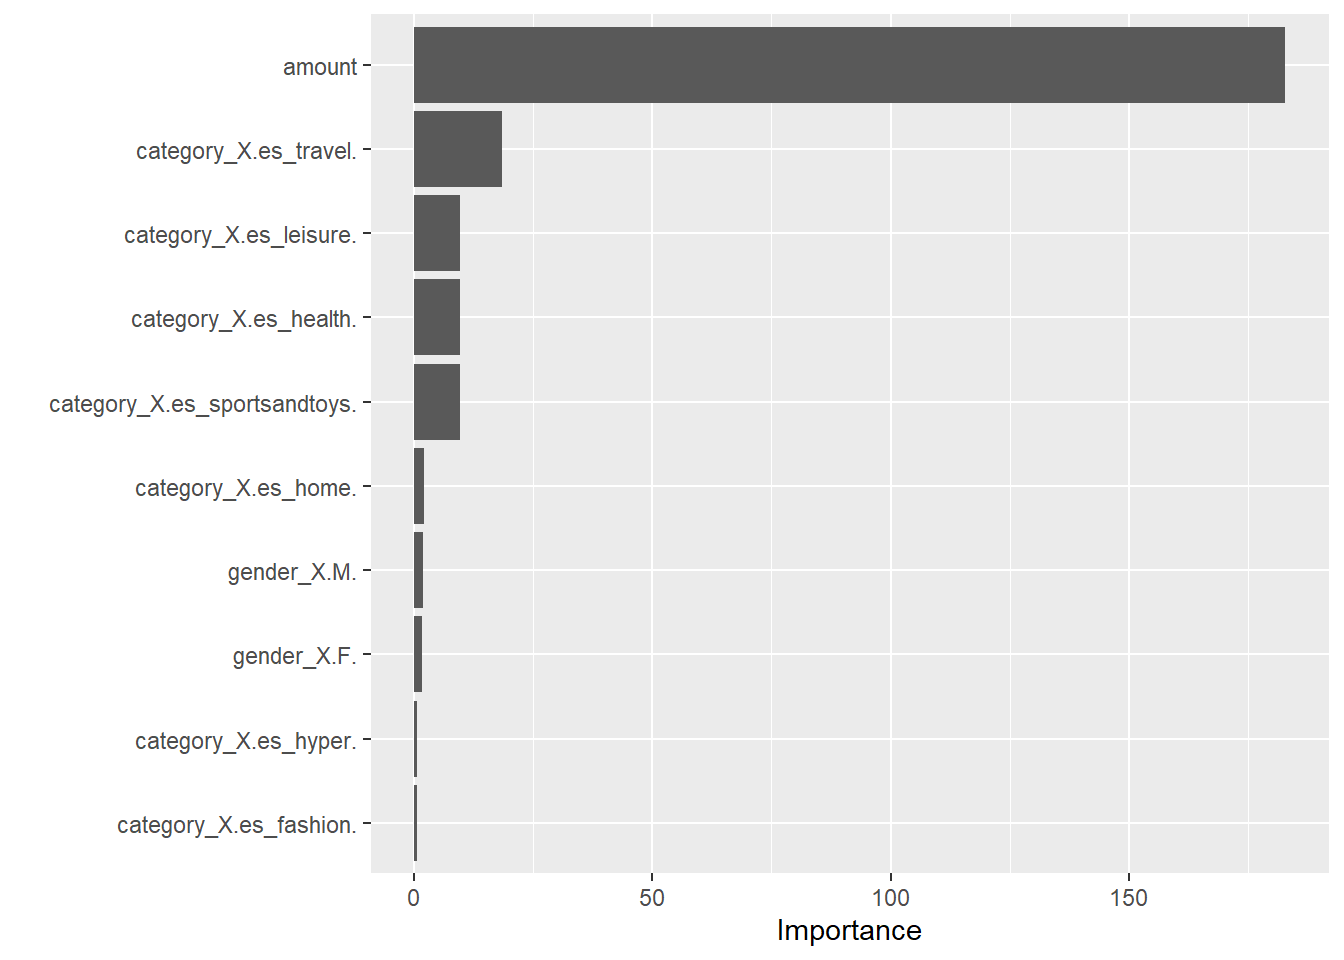 amount
category_X.es_travel.
category_X.es_leisure.
category_X.es_health.
category_X.es_sportsandtoys.
category_X.es_home.
gender_X.M.
gender_X.F.
category_X.es_hyper.
category_X.es_fashion.
0 50 100 150
Importance